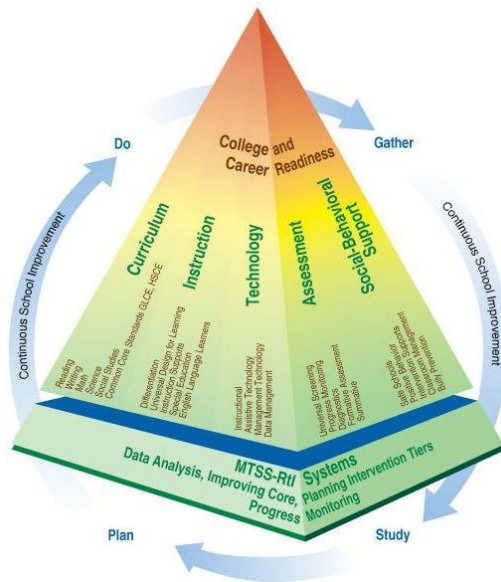 College and
Career Readiness
Do
Gather
Continuous School Improvement
Continuous School Improvement
Curriculum
Instruction
Technology
Assessment
Social-Behavioral
Support
Reading
Writing
Math
Science
Social Studies
Common Core Standards GLCE, HSCE
Differentiation
Universal Design for Learning
Instruction Supports
Special Education
English Language Learners
Instructional
Assistive Technology
Management Technology
Data Management
Universal Screening
Progress Monitoring
Diagnostics
Formative Assessment
Summative
Safe Schools
Positive Behavior Supports
Intervention Management
Bully Prevention
MTSS-RtI Systems
Data Analysis, Improving Core, Planning Intervention Tiers
Progress Monitoring
Plan
Study